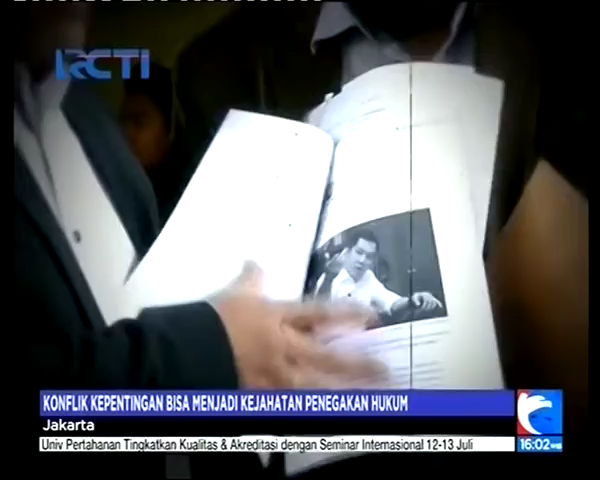 RCTI
KONFLIK KEPENTINGAN BISA MENJADI KEJAHATAN PENEGAKAN HUKUM
Jakarta
Univ Pertahanan Tingkatkan Kualitas & Akreditasi dengan Seminar Internasional 12-13 Juli
16:02 WIB